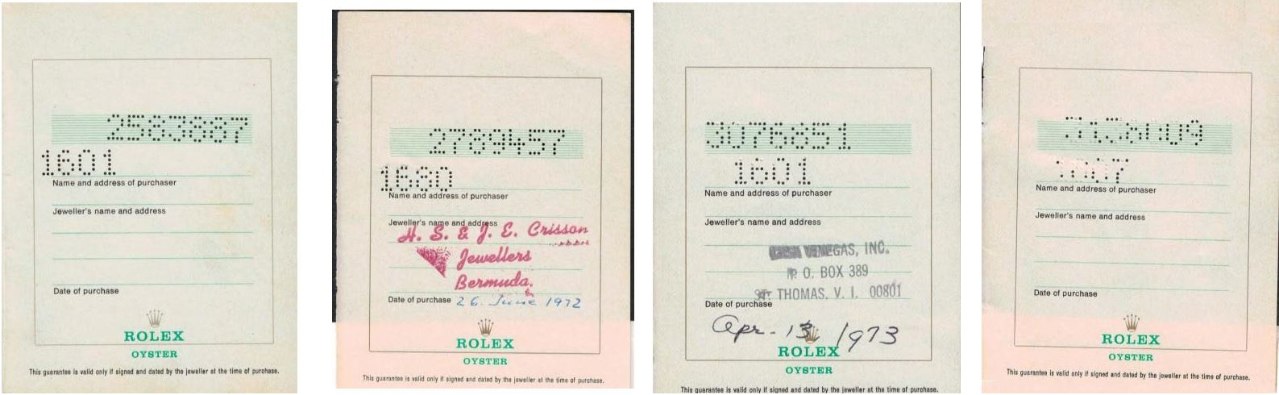 2583887
1601
Name and address of purchaser
Jeweller's name and address
Date of purchase
ROLEX
OYSTER
This guarantee is valid only if signed and dated by the jeweller at the time of purchase.
2789457
1680
Name and address of purchaser
Jeweller's name and address
H. S. & J. E. Crisson
Jewellers
Bermuda.
Date of purchase 26. June 1972
ROLEX
OYSTER
This guarantee is valid only if signed and dated by the jeweller at the time of purchase.
3076851
1601
Name and address of purchaser
Jeweller's name and address
VENEGAS, INC.
P. O. BOX 389
ST. THOMAS. V. I. 00801
Date of purchase
Apr. - 13 1973
ROLEX
OYSTER
This guarantee is valid only if signed and dated by the jeweller at the time of purchase.
Name and address of purchaser
Jeweller's name and address
Date of purchase
ROLEX
OYSTER
This guarantee is valid only if signed and dated by the jeweller at the time of purchase.